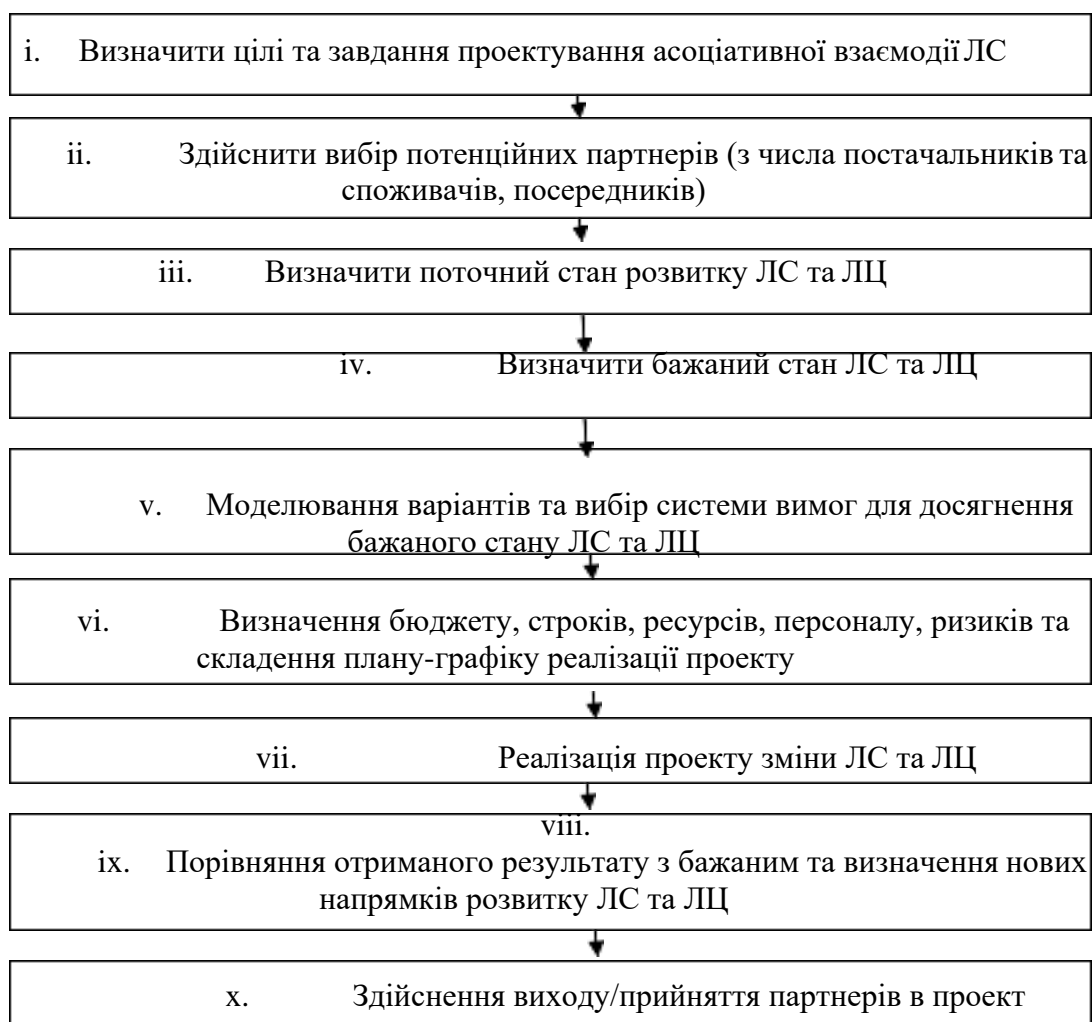 i. Визначити цілі та завдання проектування асоціативної взаємодії ЛС
ii. Здійснити вибір потенційних партнерів (з числа постачальників та
споживачів, посередників)
iii. Визначити поточний стан розвитку ЛС та ЛЦ
iv. Визначити бажаний стан ЛС та ЛЦ
v. Моделювання варіантів та вибір системи вимог для досягнення
бажаного стану ЛС та ЛЦ
vi. Визначення бюджету, строків, ресурсів, персоналу, ризиків та
складення плану-графіку реалізації проекту
vii. Реалізація проекту зміни ЛС та ЛЦ
viii.
ix. Порівняння отриманого результату з бажаним та визначення нових
напрямків розвитку ЛС та ЛЦ
x. Здійснення виходу/прийняття партнерів в проект